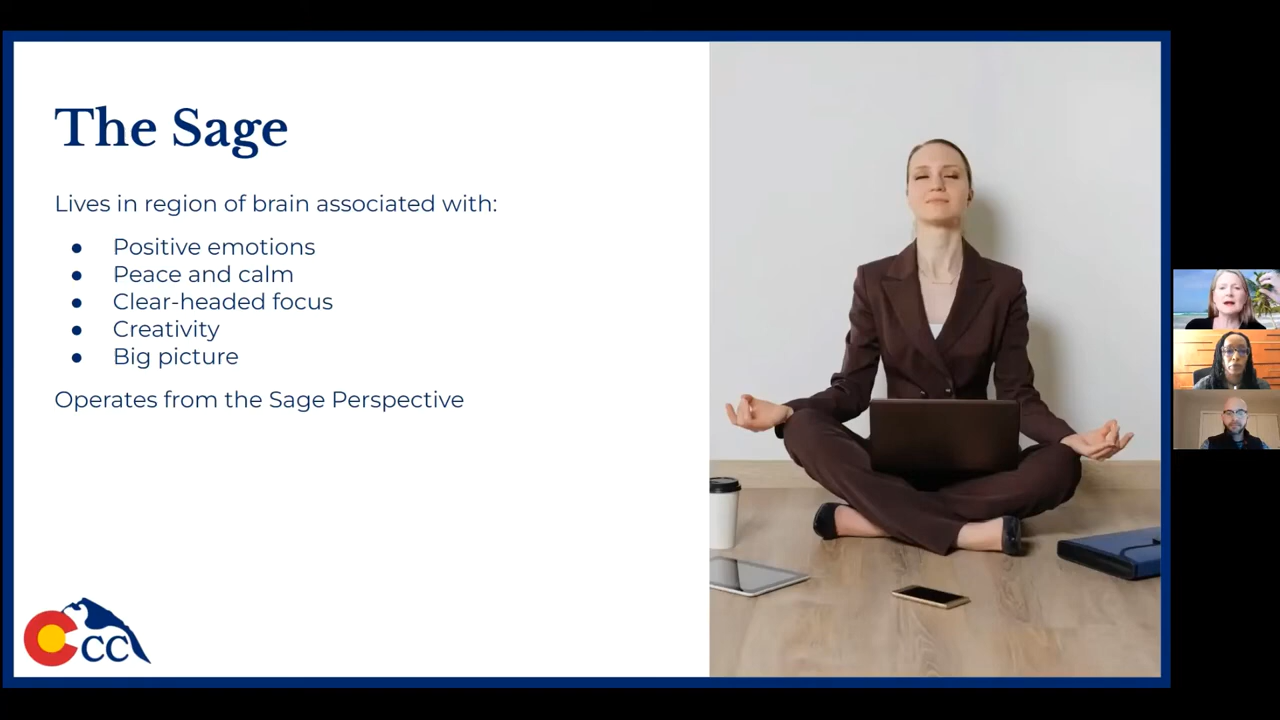 The Sage
Lives in region of brain associated with:
● Positive emotions
● Peace and calm
● Clear-headed focus
● Creativity
● Big picture
Operates from the Sage Perspective
CCC